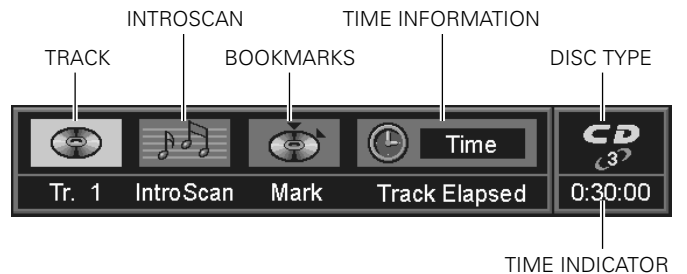 INTROSCAN TIME INFORMATION
TRACK BOOKMARKS DISC TYPE
Time CD
3
Tr. 1 IntroScan Mark Track Elapsed 0:30:00
TIME INDICATOR